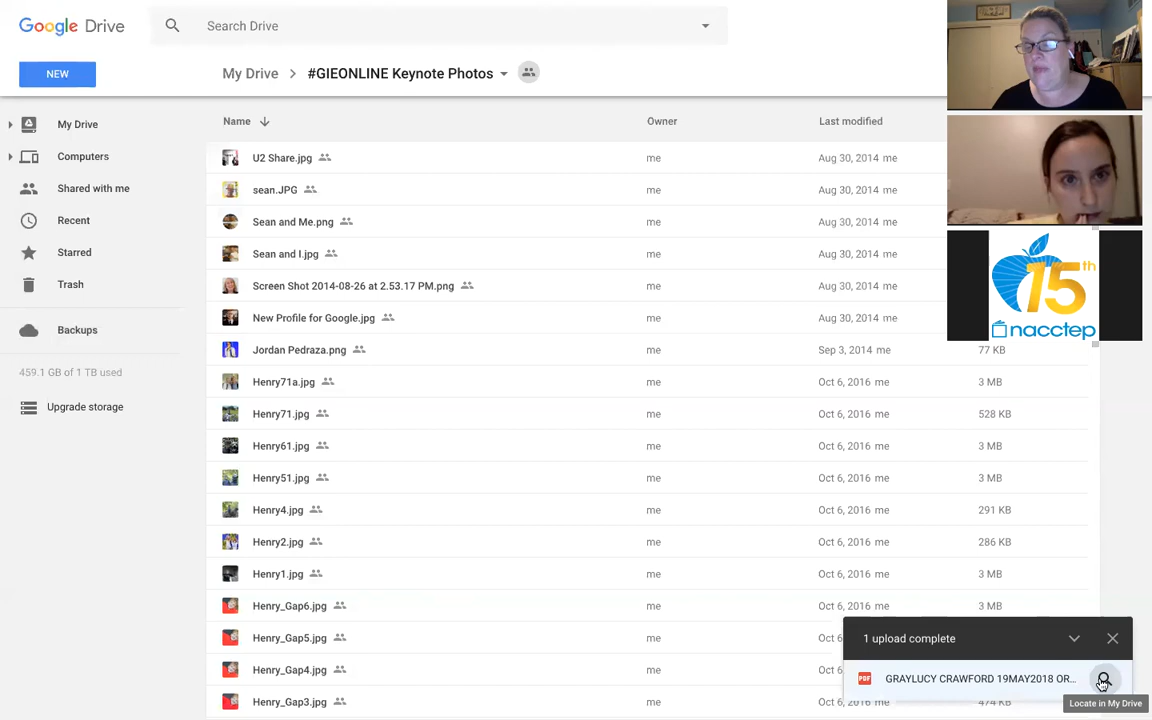 Google Drive
Search Drive
NEW
My Drive > #GIEONLINE Keynote Photos
My Drive
Computers
Shared with me
Recent
Starred
Trash
Backups
459.1 GB of 1 TB used
Upgrade storage
Name Owner Last modified
U2 Share.jpg me Aug 30, 2014 me
sean.JPG me Aug 30, 2014 me
Sean and Me.png me Aug 30, 2014 me
Sean and I.jpg me Aug 30, 2014 me
Screen Shot 2014-08-26 at 2.53.17 PM.png me Aug 30, 2014 me
New Profile for Google.jpg me Aug 30, 2014 me
Jordan Pedraza.png me Sep 3, 2014 me 77 KB
Henry71a.jpg me Oct 6, 2016 me 3 MB
Henry71.jpg me Oct 6, 2016 me 528 KB
Henry61.jpg me Oct 6, 2016 me 3 MB
Henry51.jpg me Oct 6, 2016 me 3 MB
Henry4.jpg me Oct 6, 2016 me 291 KB
Henry2.jpg me Oct 6, 2016 me 286 KB
Henry1.jpg me Oct 6, 2016 me 3 MB
Henry_Gap6.jpg me Oct 6, 2016 me 3 MB
Henry_Gap5.jpg me Oct 6
Henry_Gap4.jpg me Oct 6
Henry_Gap3.jpg me Oct 6 474 KB
15th
nacctep
1 upload complete
PDF GRAYLUCY CRAWFORD 19MAY2018 OR...
Locate in My Drive